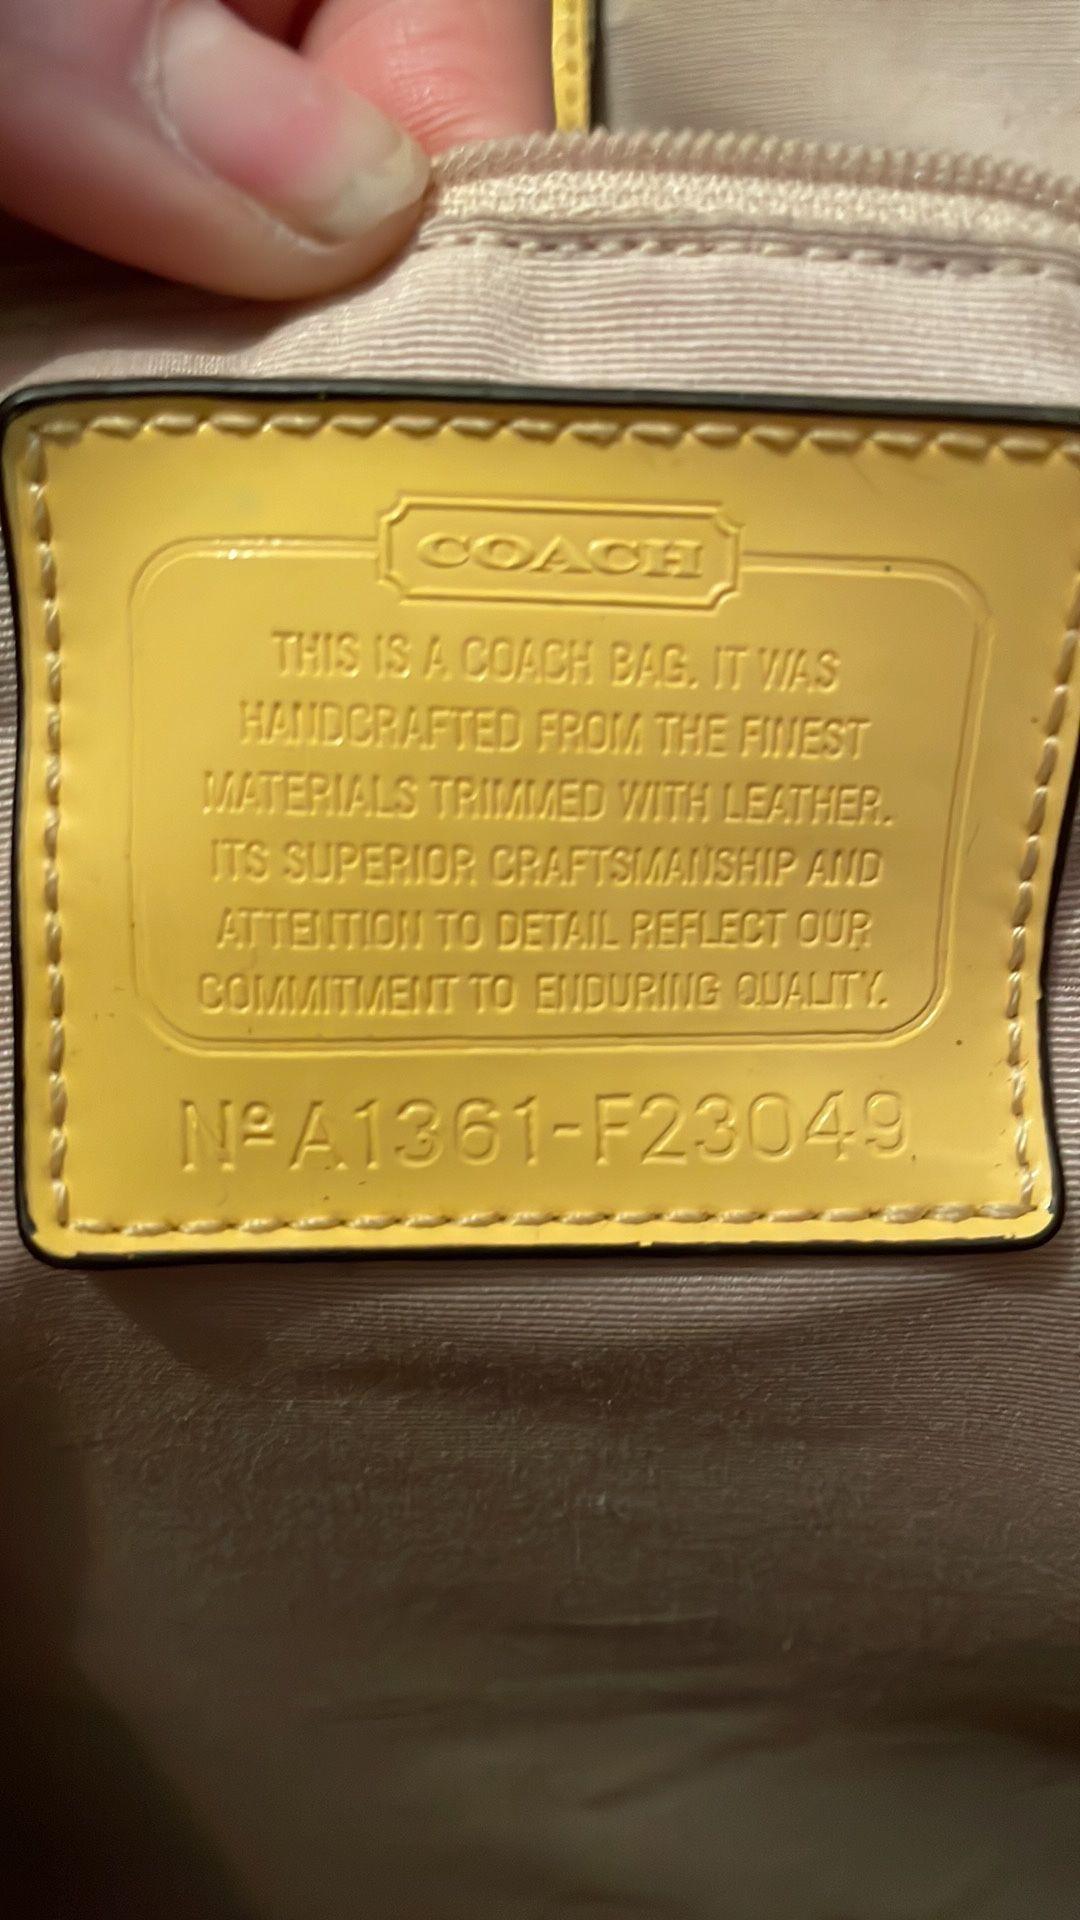 COACH
THIS IS A COACH BAG. IT WAS
HANDCRAFTED FROM THE FINEST
MATERIALS TRIMMED WITH LEATHER.
ITS SUPERIOR CRAFTSMANSHIP AND
ATTENTION TO DETAIL REFLECT OUR
COMMITMENT TO ENDURING QUALITY.
Nº A1361-F23049